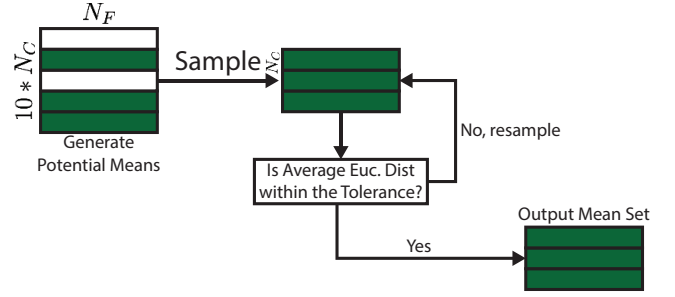 N_F
10 * N_C
Generate
Potential Means
Sample
N_C
No, resample
Is Average Euc. Dist
within the Tolerance?
Yes
Output Mean Set